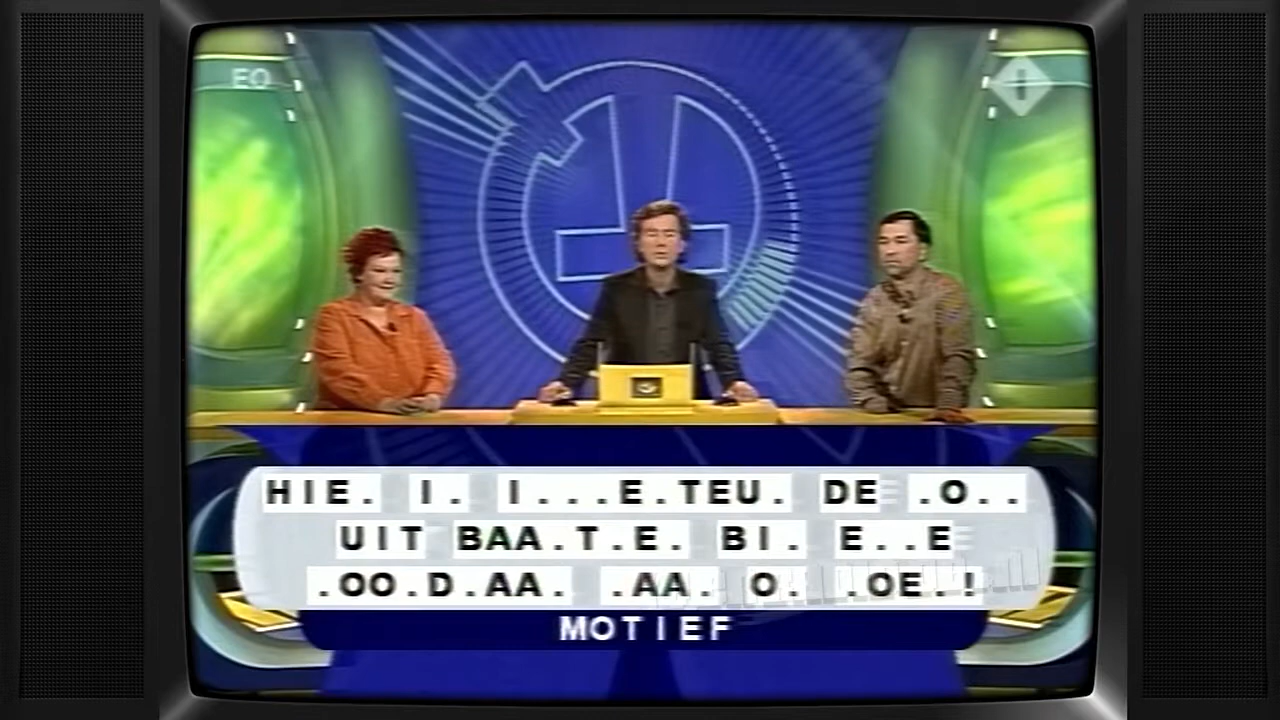 EO
HIE. I. I...E.TEU. DE .O..
UIT BAA.T.E. BI. E..E
.OO.D.AA. .AA. O. .OE.!
MOTIEF